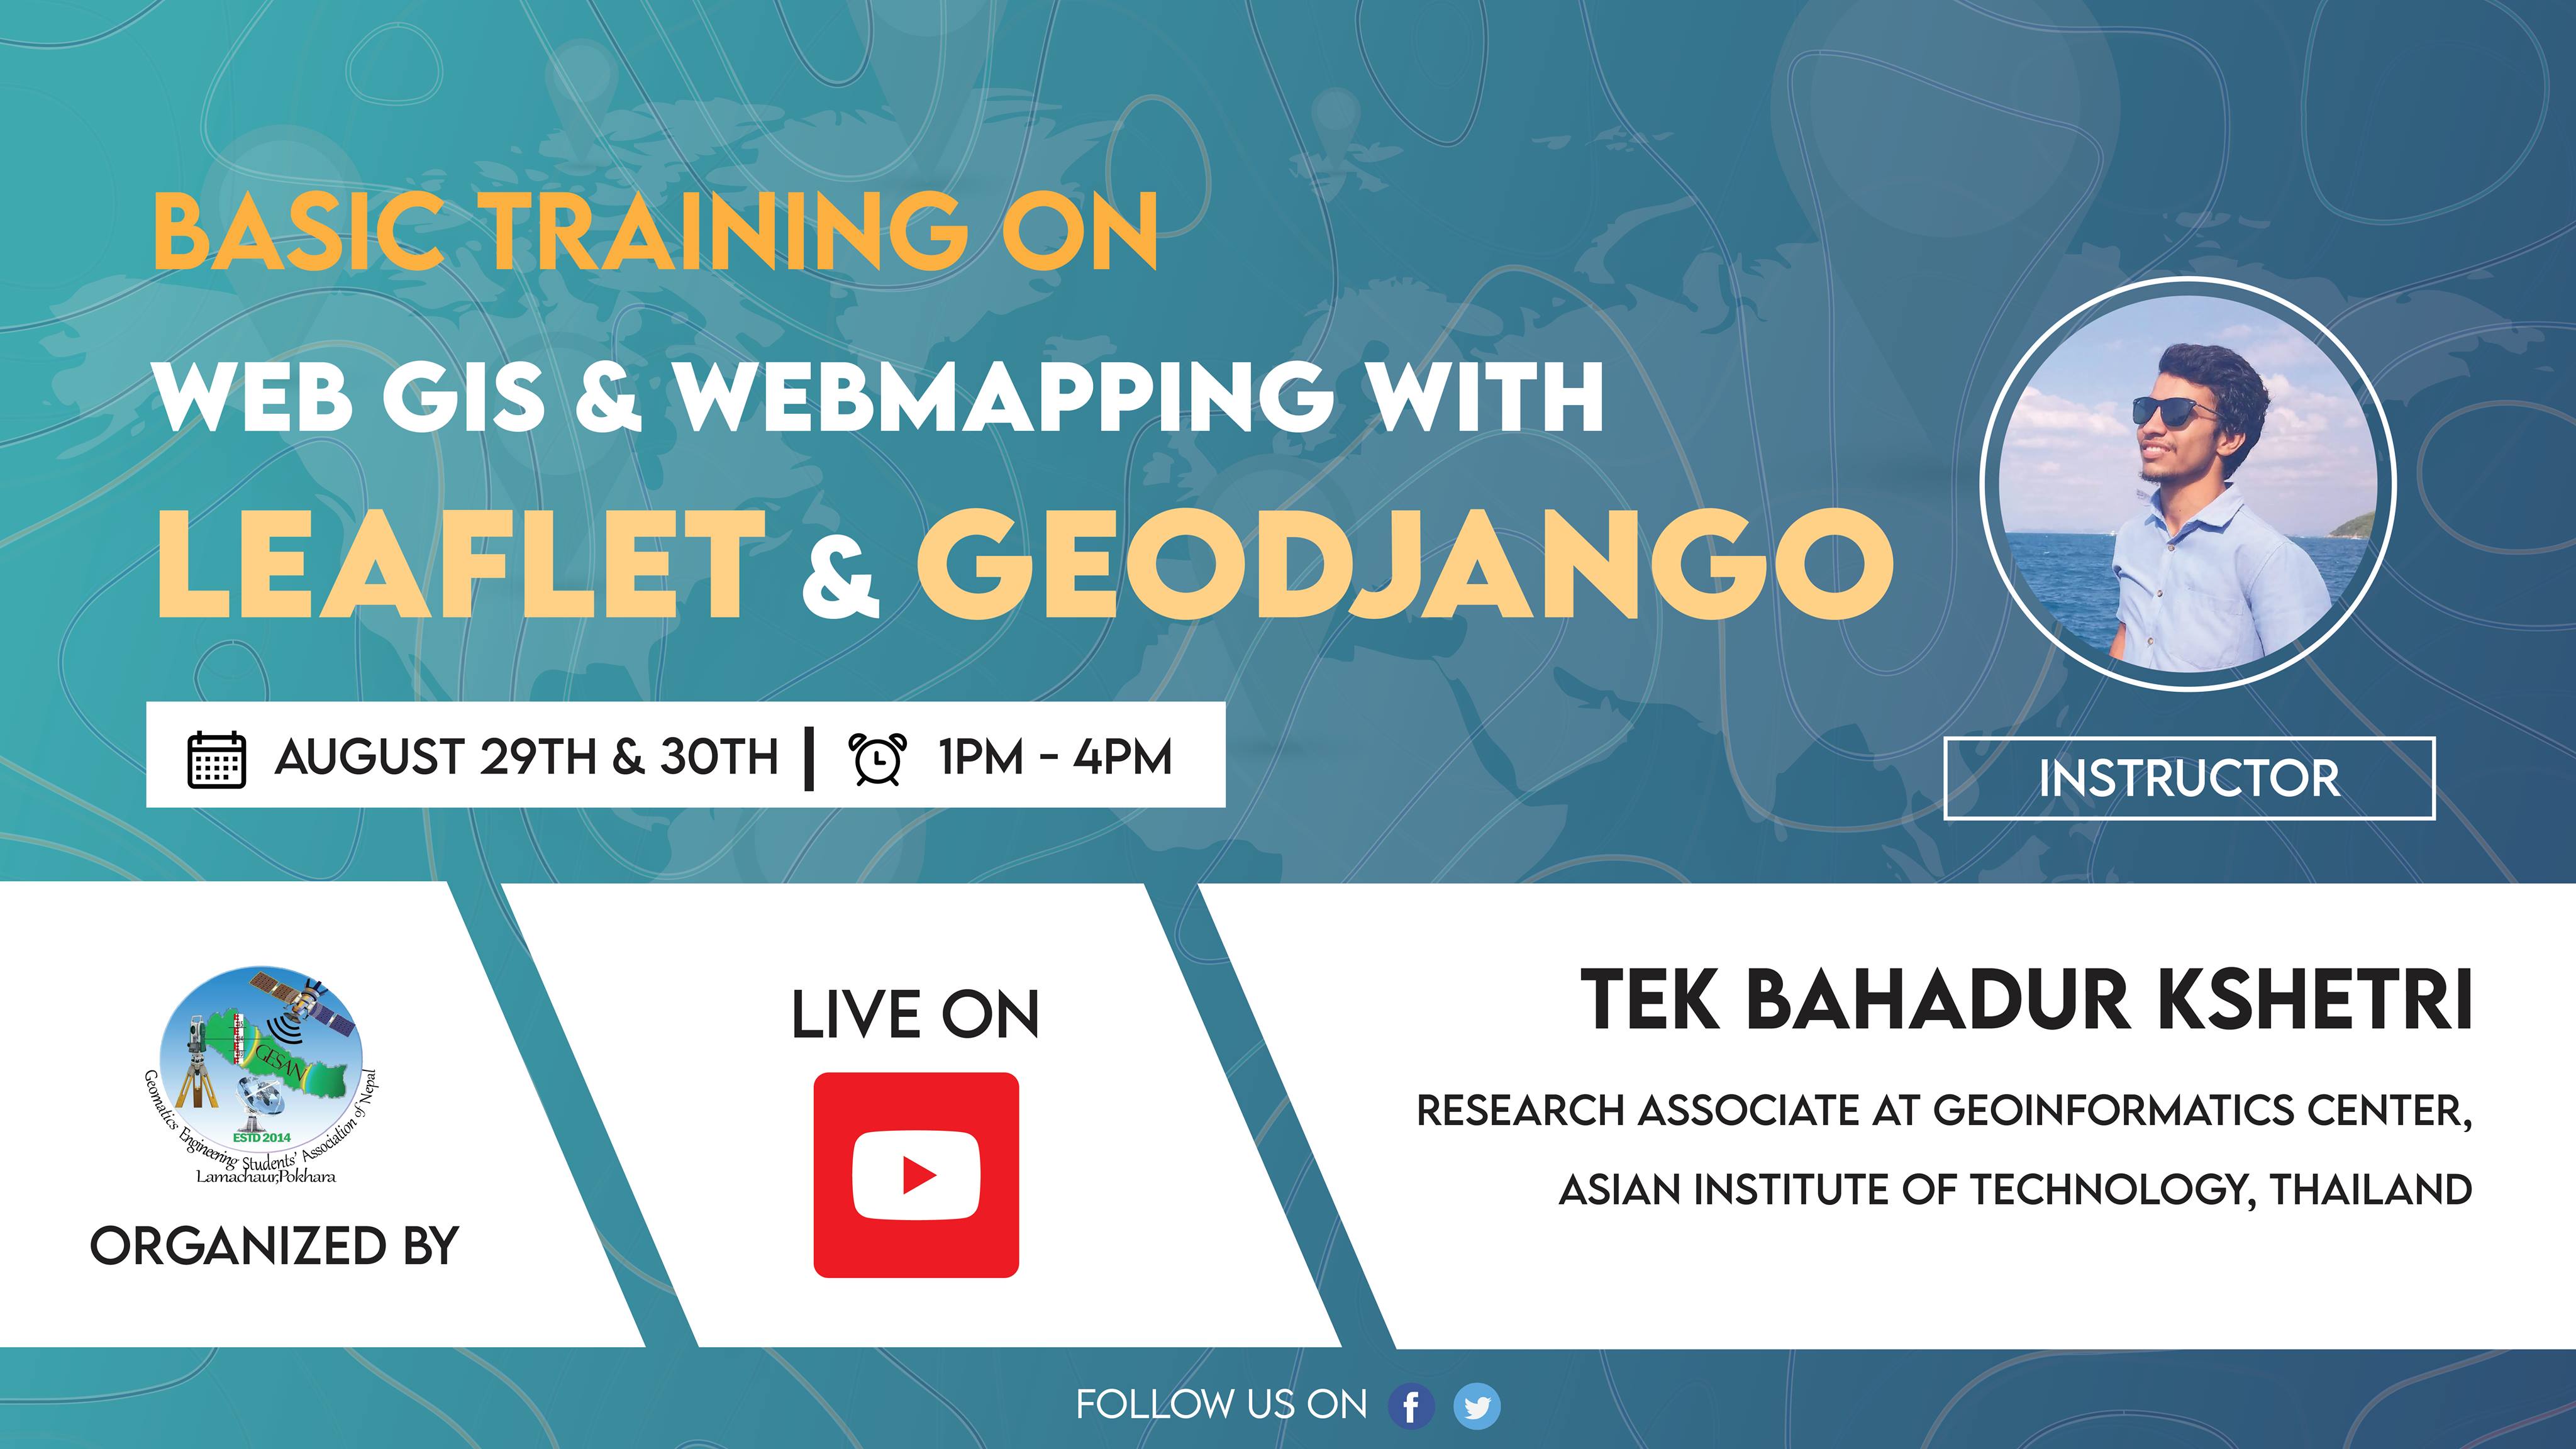 BASIC TRAINING ON
WEB GIS & WEBMAPPING WITH
LEAFLET & GEODJANGO
AUGUST 29TH & 30TH | 1PM - 4PM
INSTRUCTOR
GESAN
ESTD 2014
Geomatics Engineering Students' Association of Nepal
Lamachaur,Pokhara
ORGANIZED BY
LIVE ON
TEK BAHADUR KSHETRI
RESEARCH ASSOCIATE AT GEOINFORMATICS CENTER,
ASIAN INSTITUTE OF TECHNOLOGY, THAILAND
FOLLOW US ON